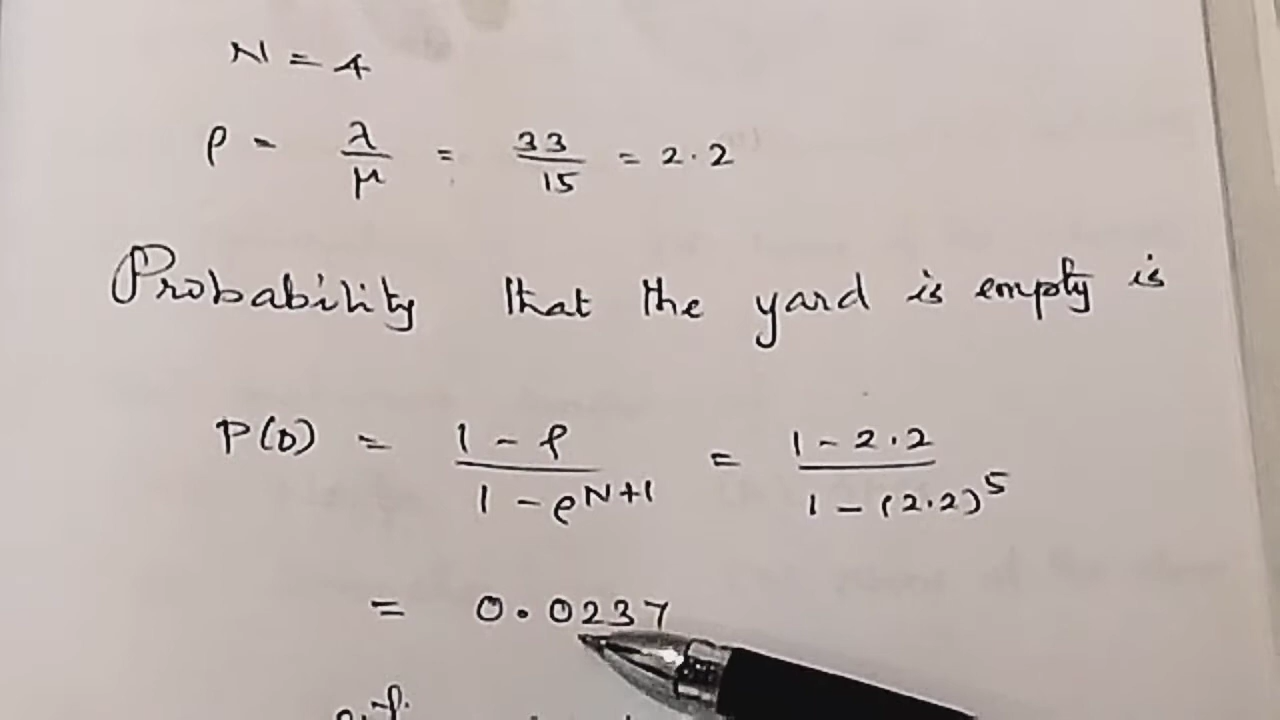 N = 4
ρ = λ/μ = 33/15 = 2.2
Probability that the yard is empty is
P(0) = 1 - ρ / 1 - ρ^N+1 = 1 - 2.2 / 1 - (2.2)^5
= 0.0237